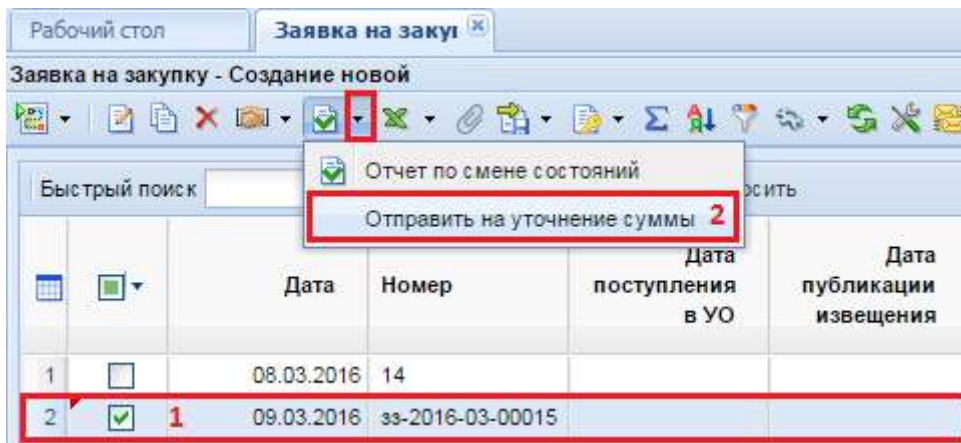 Рабочий стол
Заявка на закуі
Заявка на закупку - Создание новой
Отчет по смене состояний
Быстрый поиск
осить
Отправить на уточнение суммы 2
Дата
Номер
Дата
поступления
в УО
Дата
публикации
извещения
1 08.03.2016 14
2 1 09.03.2016 зз-2016-03-00015